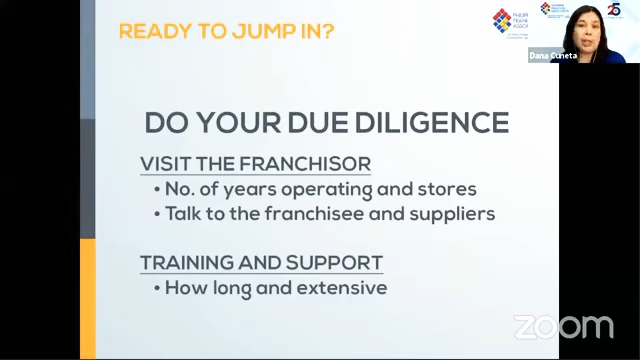 READY TO JUMP IN?
Dana Cuneta
DO YOUR DUE DILIGENCE
VISIT THE FRANCHISOR
• No. of years operating and stores
• Talk to the franchisee and suppliers
TRAINING AND SUPPORT
• How long and extensive
zoom